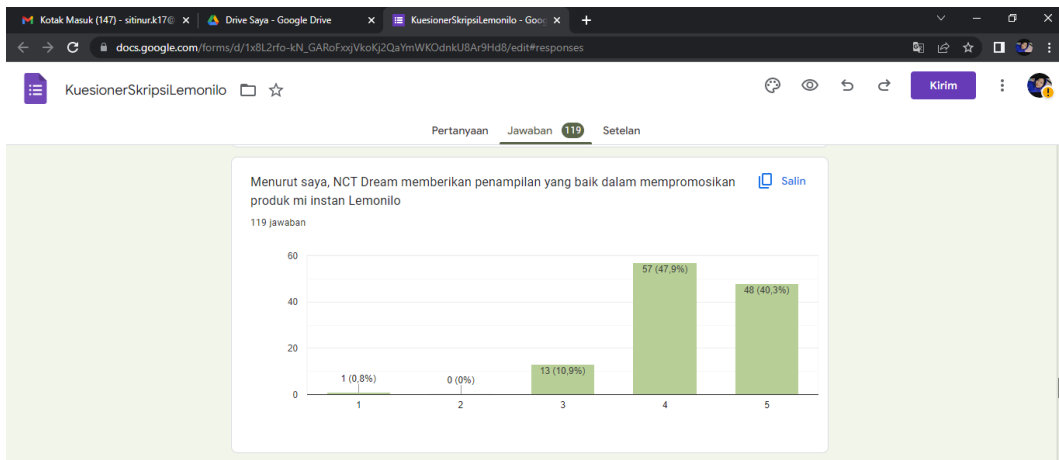 Kotak Masuk (147) - sitinur.k17@
Drive Saya - Google Drive
KuesionerSkripsiLemonilo - Goog
docs.google.com/forms/d/1x8L2rfo-kN_GARoFxxjVkoKj2QaYmWKOdnkU8Ar9Hd8/edit#responses
KuesionerSkripsiLemonilo
Kirim
Pertanyaan
Jawaban 119
Setelan
Menurut saya, NCT Dream memberikan penampilan yang baik dalam mempromosikan
produk mi instan Lemonilo
Salin
119 jawaban
60
40
20
0
1 (0,8%)
0 (0%)
13 (10,9%)
57 (47,9%)
48 (40,3%)
1
2
3
4
5